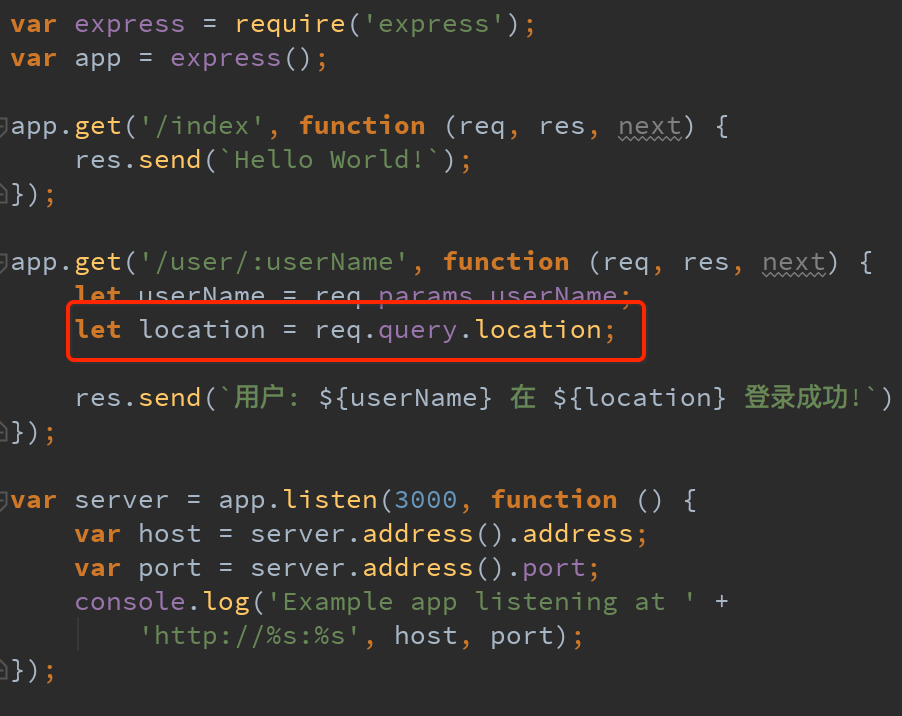 var express = require('express');
var app = express();
app.get('/index', function (req, res, next) {
res.send(`Hello World!`);
});
app.get('/user/:userName', function (req, res, next) {
let userName = req.params.userName;
let location = req.query.location;
res.send(`用户: ${userName} 在 ${location} 登录成功!`)
});
var server = app.listen(3000, function () {
var host = server.address().address;
var port = server.address().port;
console.log('Example app listening at ' +
'http://%s:%s', host, port);
});